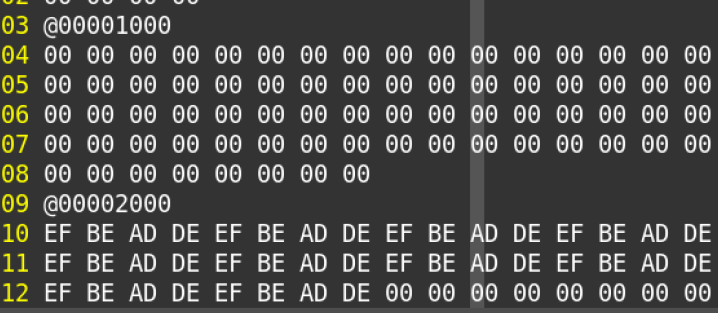 03 @00001000
04 00 00 00 00 00 00 00 00 00 00 00 00 00 00 00 00
05 00 00 00 00 00 00 00 00 00 00 00 00 00 00 00 00
06 00 00 00 00 00 00 00 00 00 00 00 00 00 00 00 00
07 00 00 00 00 00 00 00 00 00 00 00 00 00 00 00 00
08 00 00 00 00 00 00 00 00
09 @00002000
10 EF BE AD DE EF BE AD DE EF BE AD DE EF BE AD DE
11 EF BE AD DE EF BE AD DE EF BE AD DE EF BE AD DE
12 EF BE AD DE EF BE AD DE 00 00 00 00 00 00 00 00